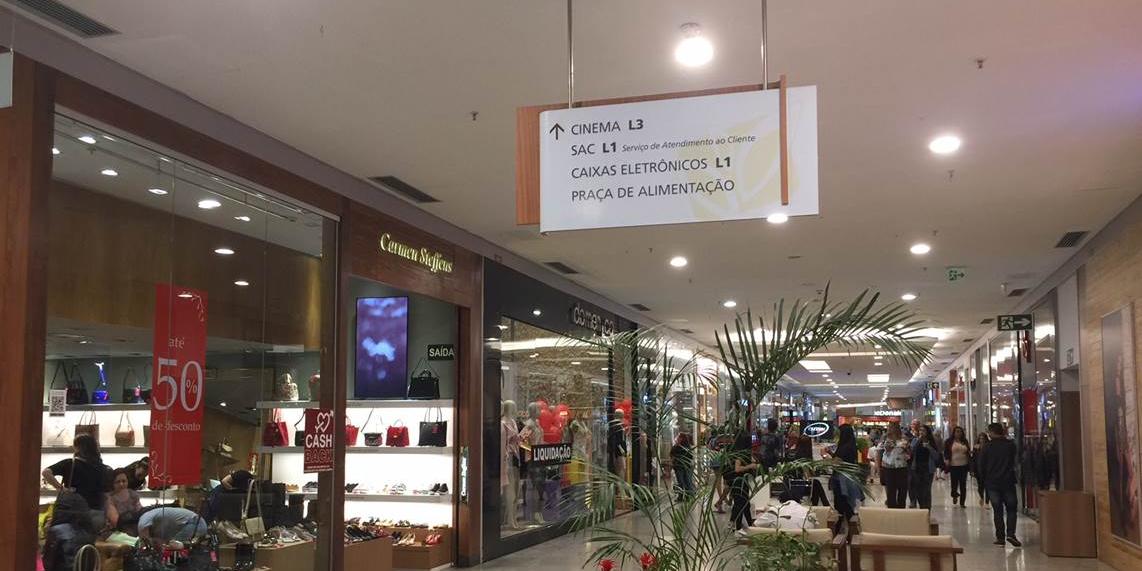 CINEMA L3
SAC L1 Serviço de Atendimento ao Cliente
CAIXAS ELETRÔNICOS L1
PRAÇA DE ALIMENTAÇÃO
Carmen Steffens
SAÍDA
até
50%
de desconto
CASH
BACK
LIQUIDAÇÃO